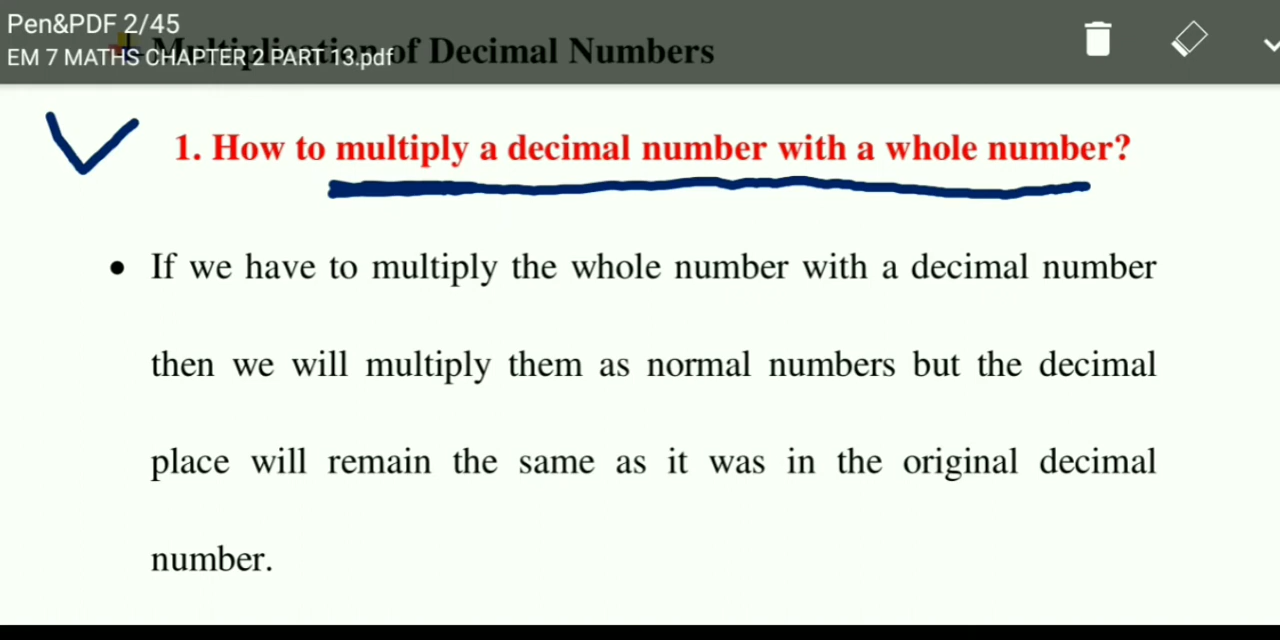 Pen&PDF 2/45
Multiplication of Decimal Numbers
EM 7 MATHS CHAPTER 2 PART 13.pdf
1. How to multiply a decimal number with a whole number?
• If we have to multiply the whole number with a decimal number
then we will multiply them as normal numbers but the decimal
place will remain the same as it was in the original decimal
number.